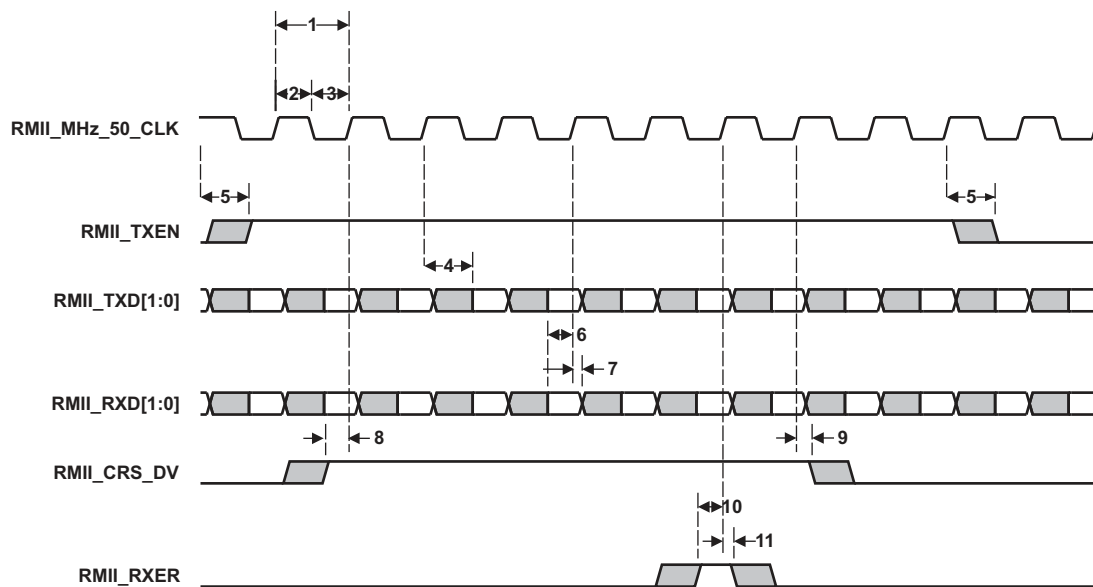 1
2 3
RMII_MHz_50_CLK
5 5
RMII_TXEN
4
RMII_TXD[1:0]
6
7
RMII_RXD[1:0]
8 9
RMII_CRS_DV
10
11
RMII_RXER